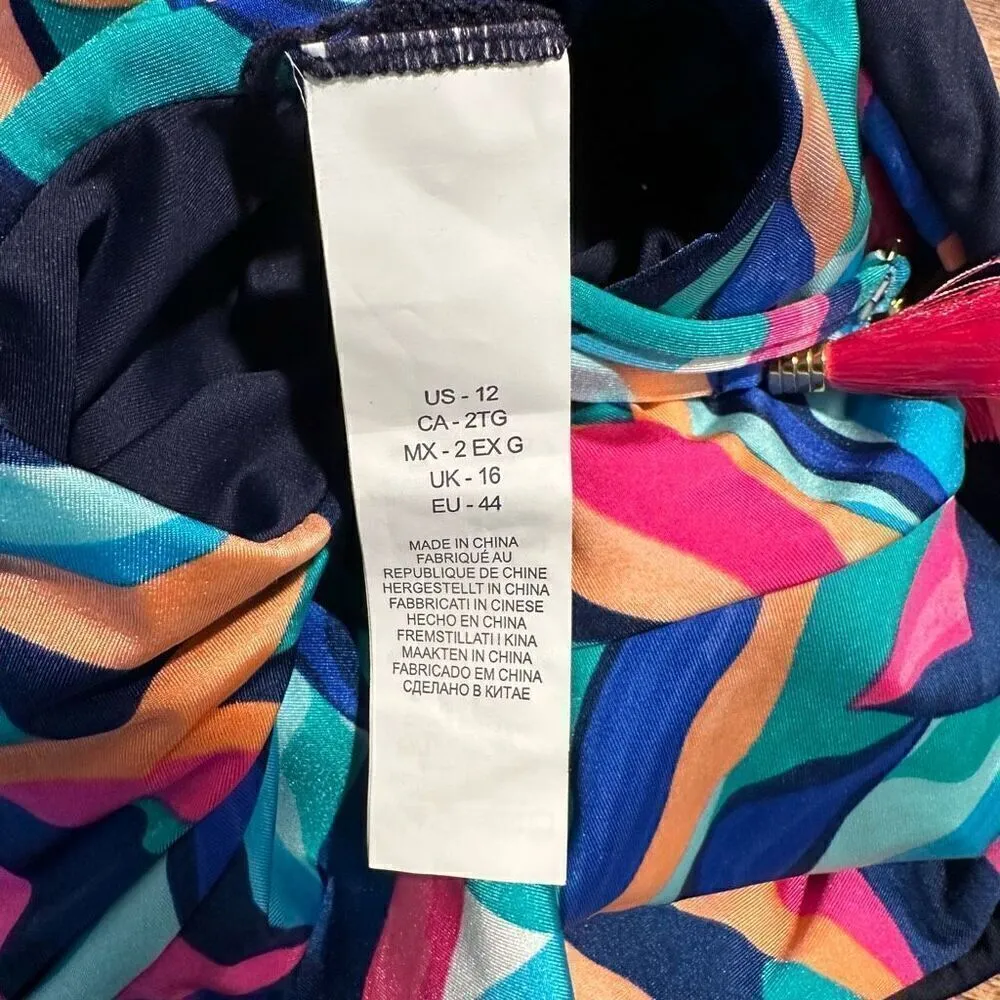 US - 12
CA - 2TG
MX - 2 EX G
UK - 16
EU - 44
MADE IN CHINA
FABRIQUÉ AU
REPUBLIQUE DE CHINE
HERGESTELLT IN CHINA
FABBRICATI IN CINESE
HECHO EN CHINA
FREMSTILLAT I KINA
MAAKTEN IN CHINA
FABRICADO EM CHINA
СДЕЛАНО В КИТАЕ